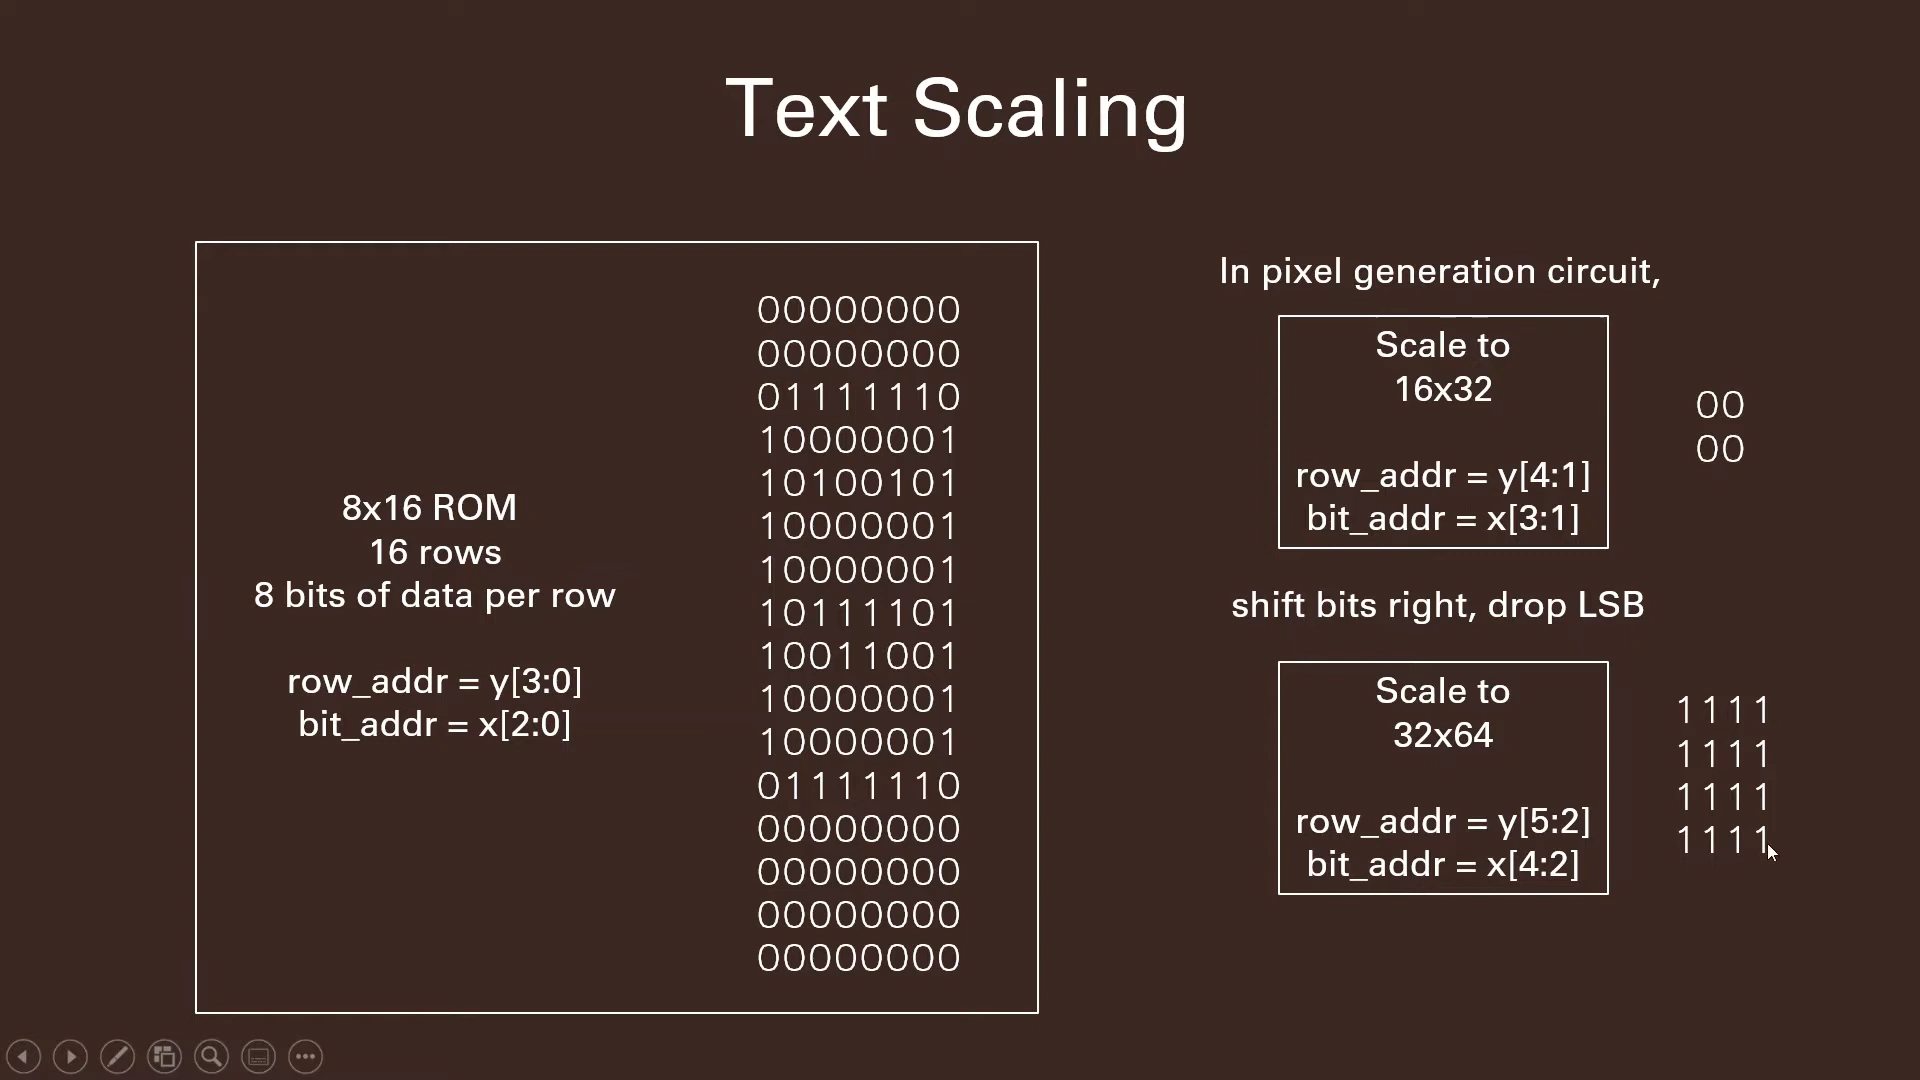 Text Scaling
8x16 ROM
16 rows
8 bits of data per row
row_addr = y[3:0]
bit_addr = x[2:0]
00000000
00000000
01111110
10000001
10100101
10000001
10000001
10111101
10011001
10000001
10000001
01111110
00000000
00000000
00000000
00000000
In pixel generation circuit,
Scale to
16x32
row_addr = y[4:1]
bit_addr = x[3:1]
00
00
shift bits right, drop LSB
Scale to
32x64
row_addr = y[5:2]
bit_addr = x[4:2]
1111
1111
1111
1111